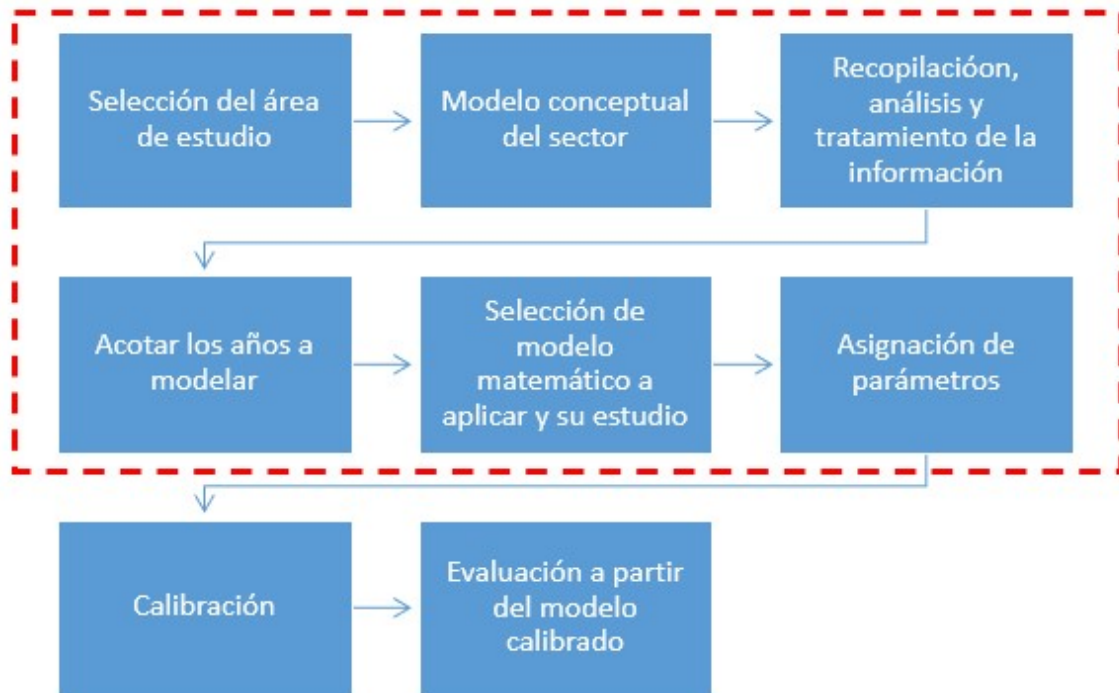 Selección del área
de estudio
Modelo conceptual
del sector
Recopilacióon,
análisis y
tratamiento de la
información
Acotar los años a
modelar
Selección de
modelo
matemático a
aplicar y su estudio
Asignación de
parámetros
Calibración
Evaluación a partir
del modelo
calibrado